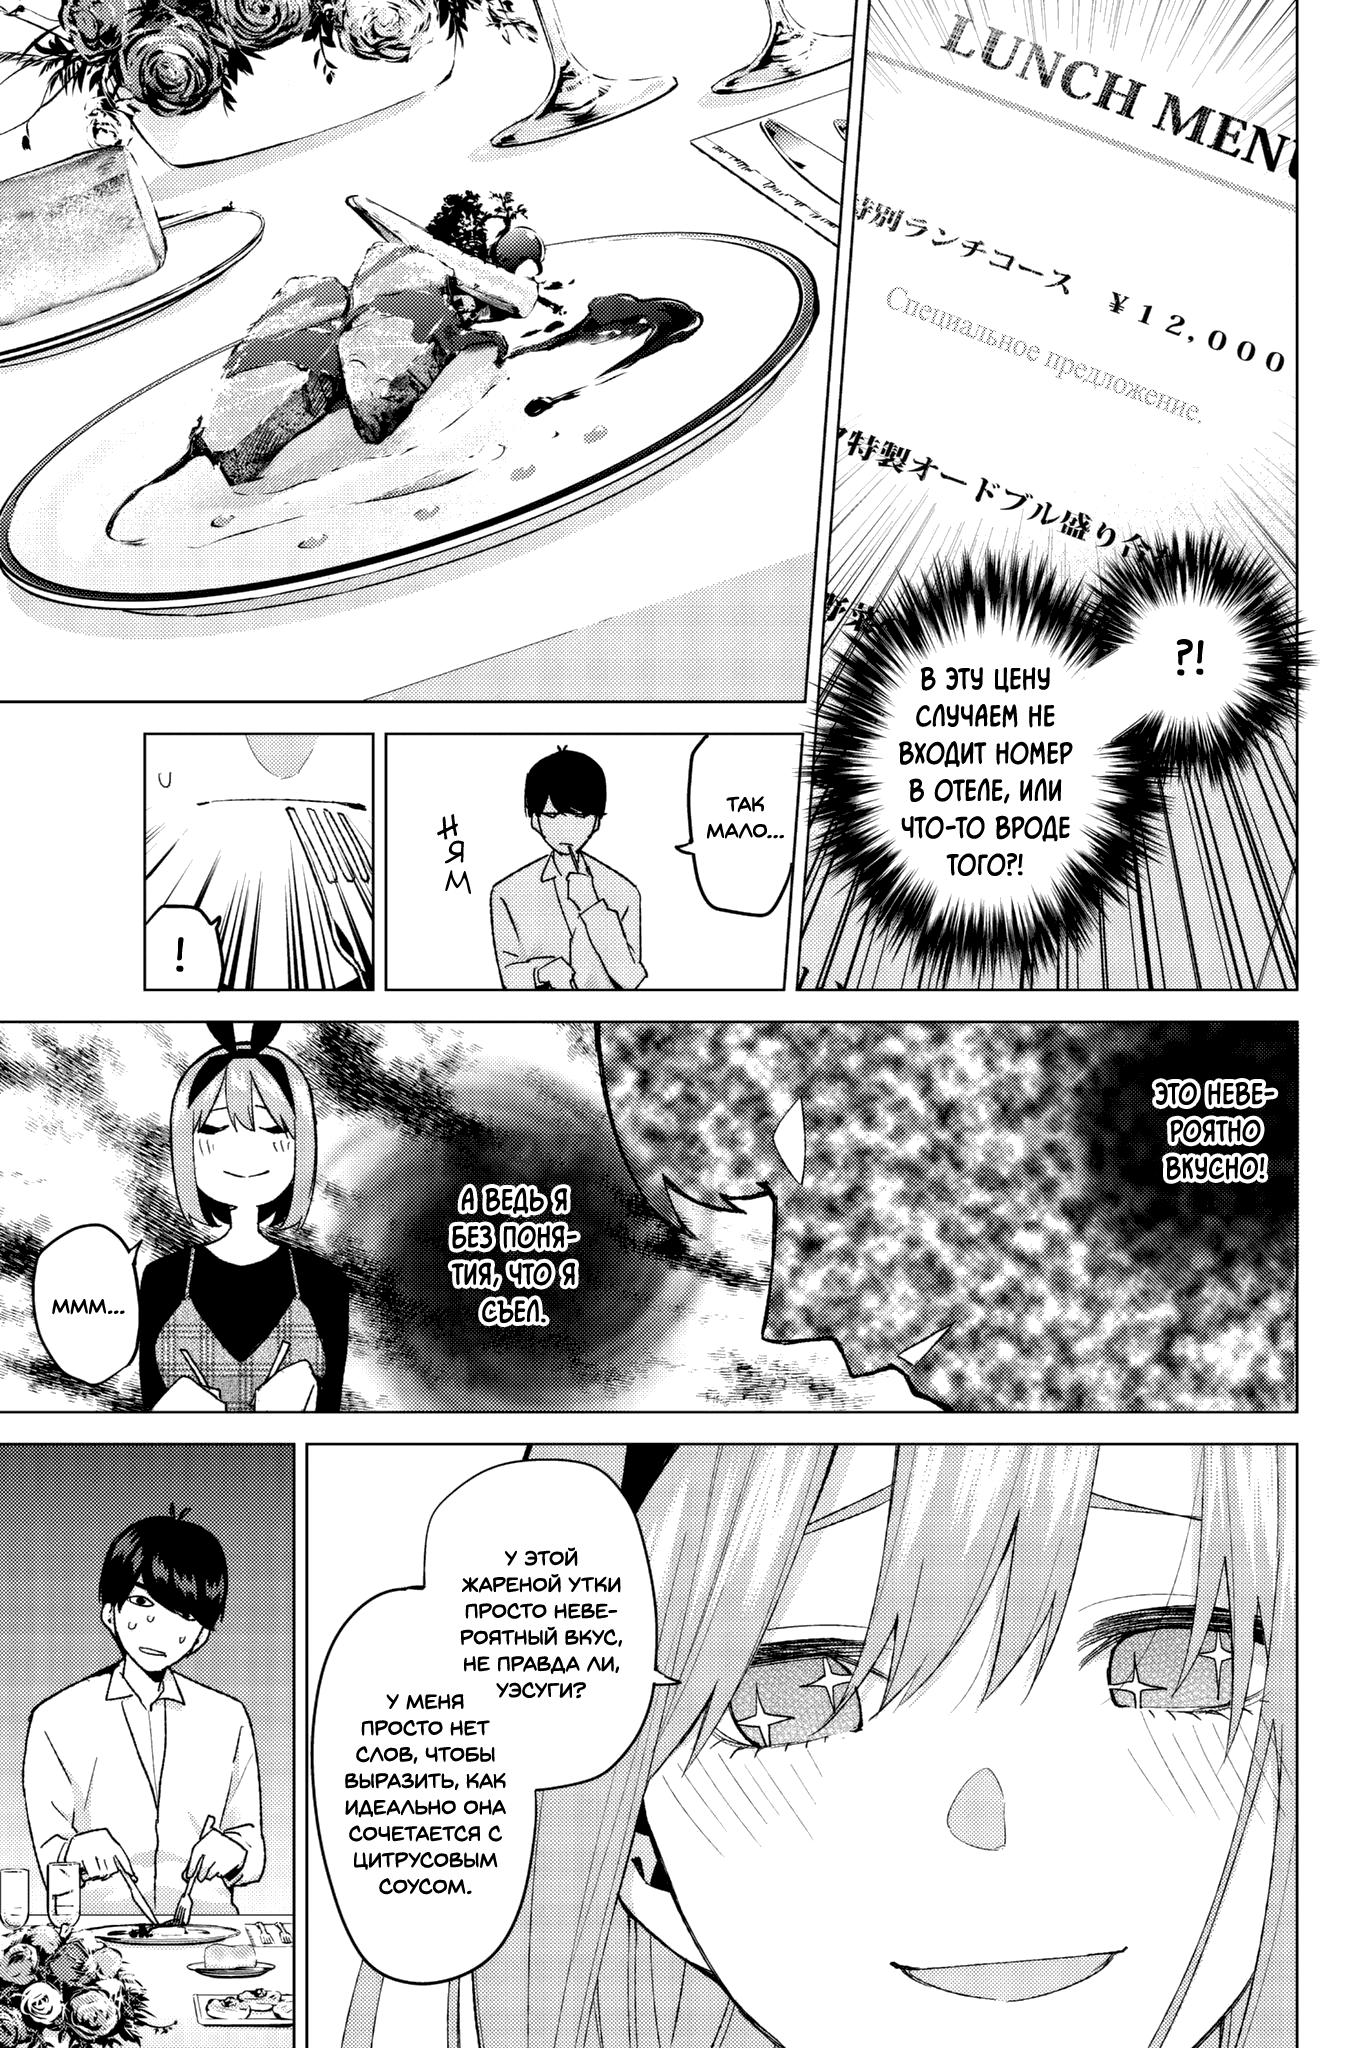 LUNCH MENU
特別ランチコース ¥12,000
Специальное предложение.
特製オードブル盛り合
野菜
?!
В ЭТУ ЦЕНУ
СЛУЧАЕМ НЕ
ВХОДИТ НОМЕР
В ОТЕЛЕ, ИЛИ
ЧТО-ТО ВРОДЕ
ТОГО?!
ТАК
МАЛО...
НЯМ
!
ЭТО НЕВЕ-
РОЯТНО
ВКУСНО!
А ВЕДЬ Я
БЕЗ ПОНЯ-
ТИЯ, ЧТО Я
СЪЕЛ.
МММ...
У ЭТОЙ
ЖАРЕНОЙ УТКИ
ПРОСТО НЕВЕ-
РОЯТНЫЙ ВКУС,
НЕ ПРАВДА ЛИ,
УЭСУГИ?
У МЕНЯ
ПРОСТО НЕТ
СЛОВ, ЧТОБЫ
ВЫРАЗИТЬ, КАК
ИДЕАЛЬНО ОНА
СОЧЕТАЕТСЯ С
ЦИТРУСОВЫМ
СОУСОМ.